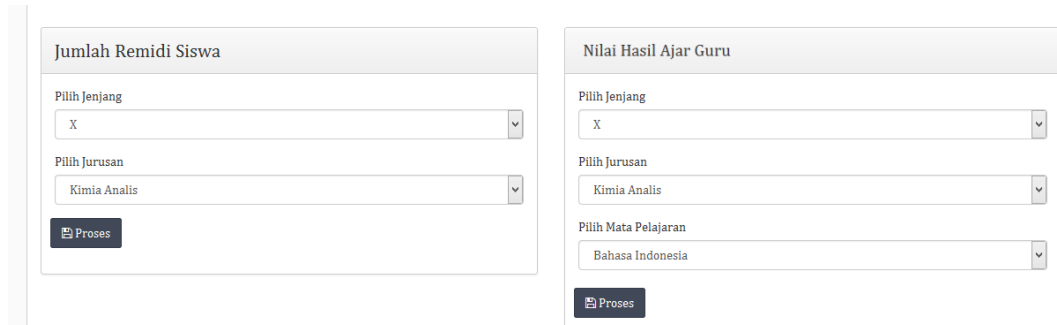 Jumlah Remidi Siswa
Pilih Jenjang
X
Pilih Jurusan
Kimia Analis
Proses
Nilai Hasil Ajar Guru
Pilih Jenjang
X
Pilih Jurusan
Kimia Analis
Pilih Mata Pelajaran
Bahasa Indonesia
Proses